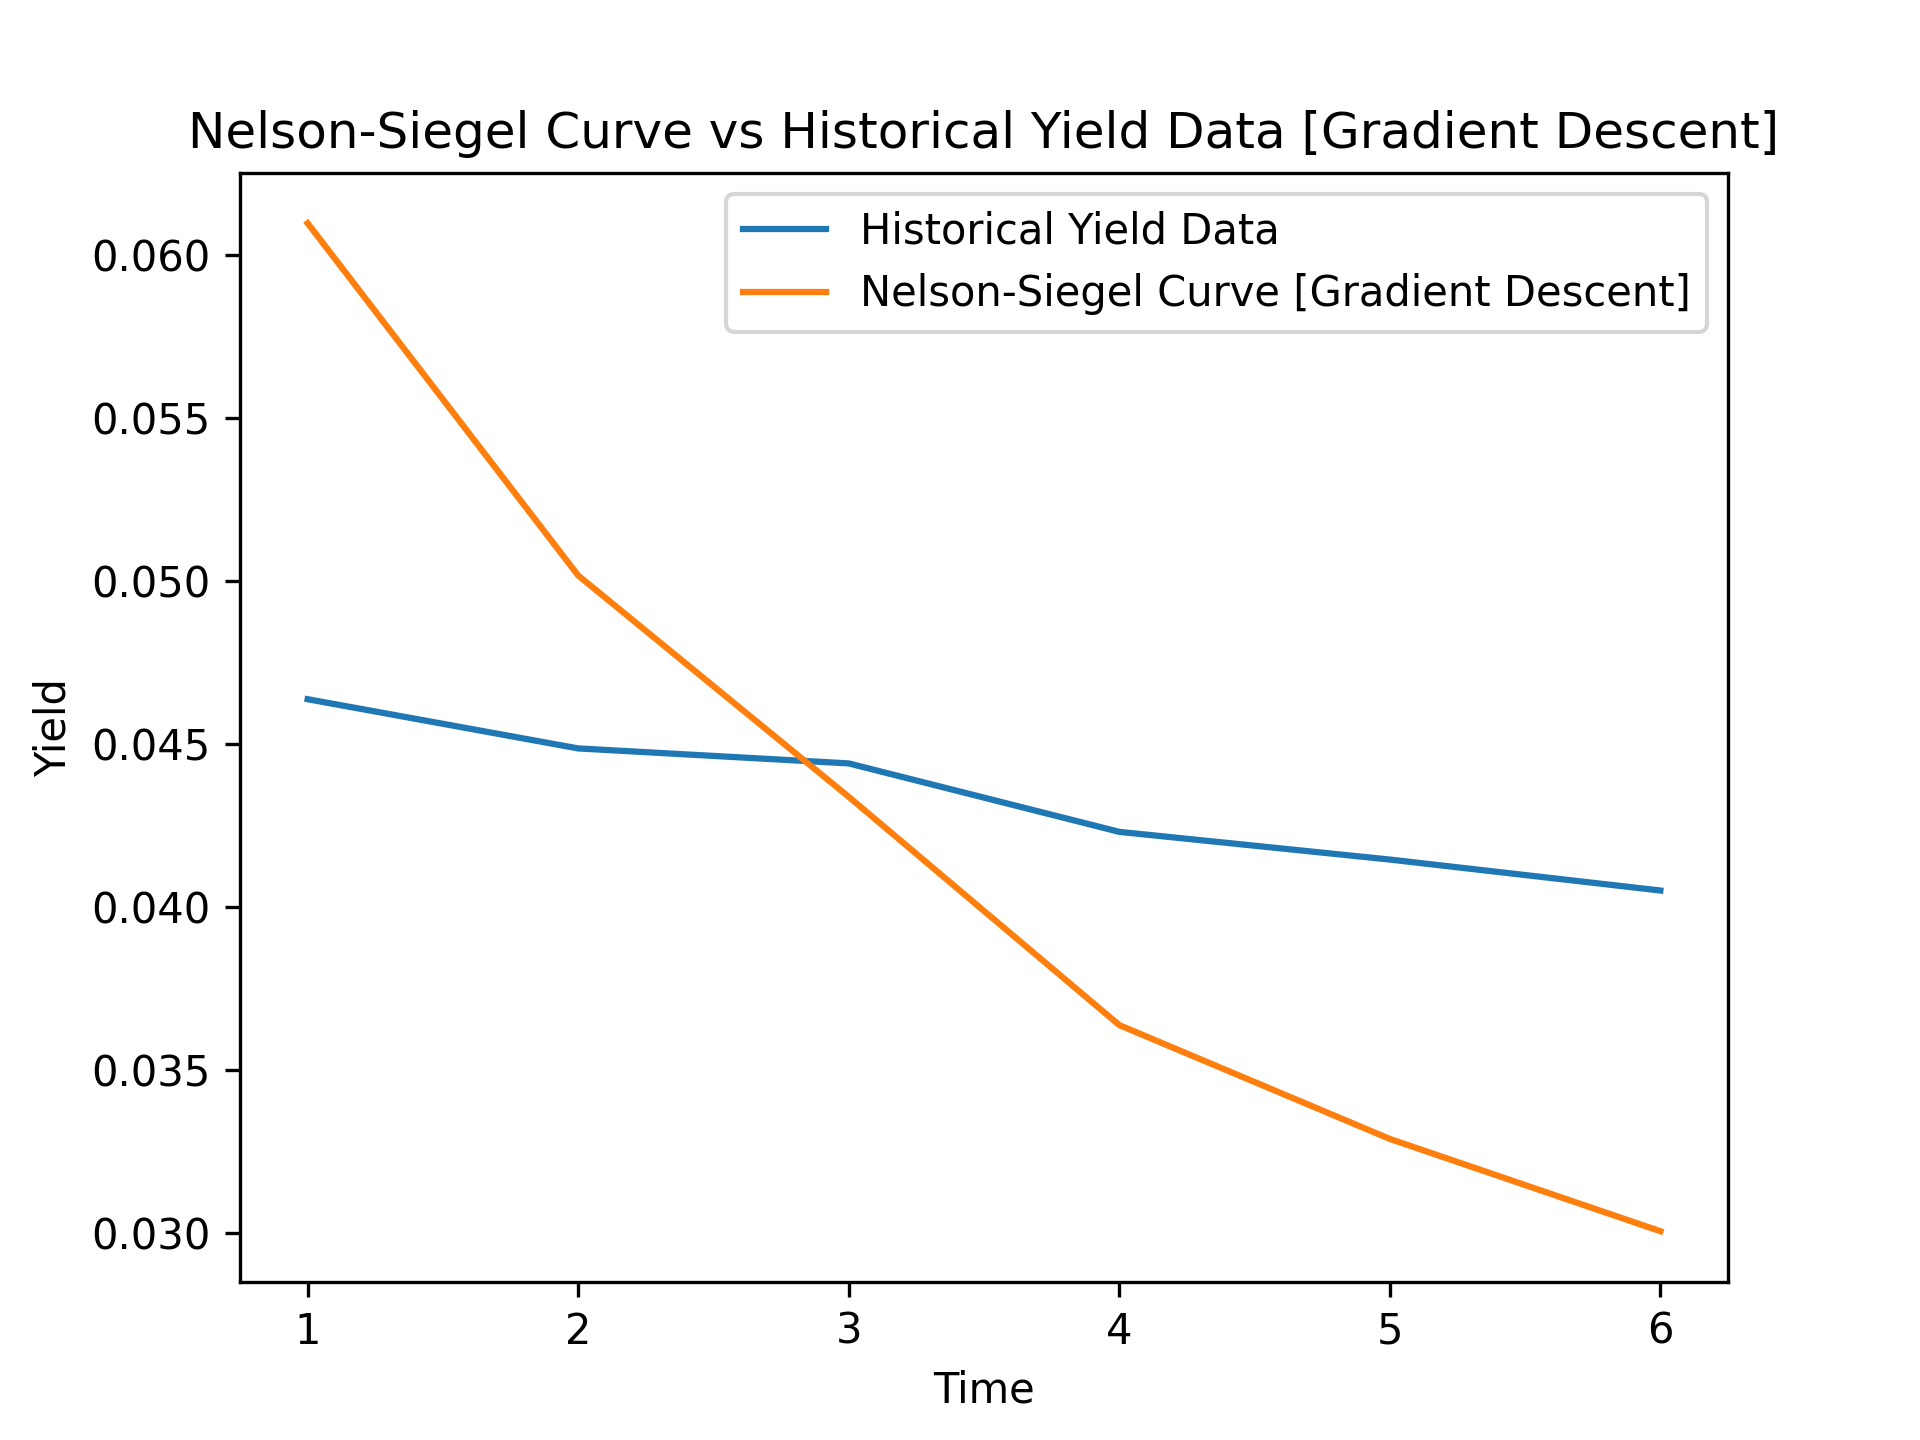 Nelson-Siegel Curve vs Historical Yield Data [Gradient Descent]
Historical Yield Data
Nelson-Siegel Curve [Gradient Descent]
0.060
0.055
0.050
0.045
0.040
0.035
0.030
Yield
1 2 3 4 5 6
Time